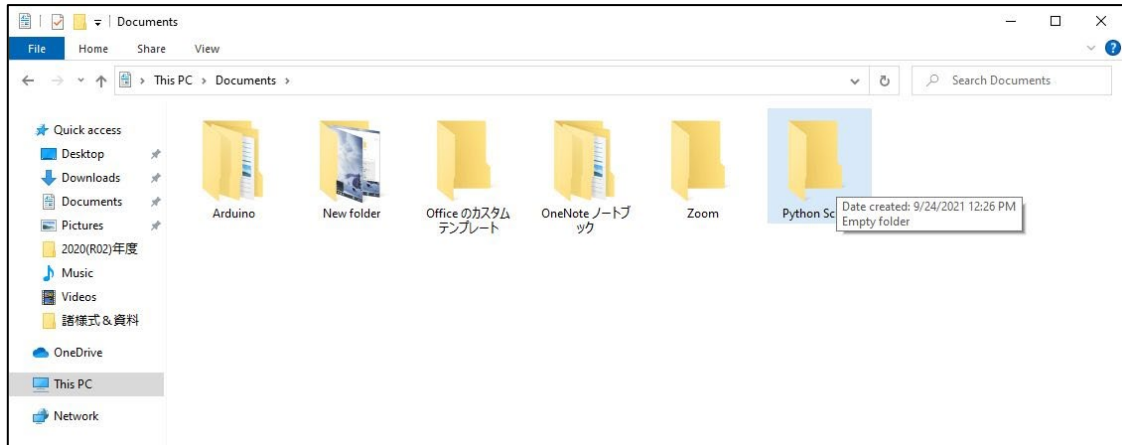 Documents
File Home Share View
This PC > Documents >
Search Documents
Quick access
Desktop
Downloads
Documents
Pictures
2020(R02)年度
Music
Videos
諸様式&資料
OneDrive
This PC
Network
Arduino
New folder
Office のカスタム
テンプレート
OneNote ノートブ
ック
Zoom
Python Sc
Date created: 9/24/2021 12:26 PM
Empty folder